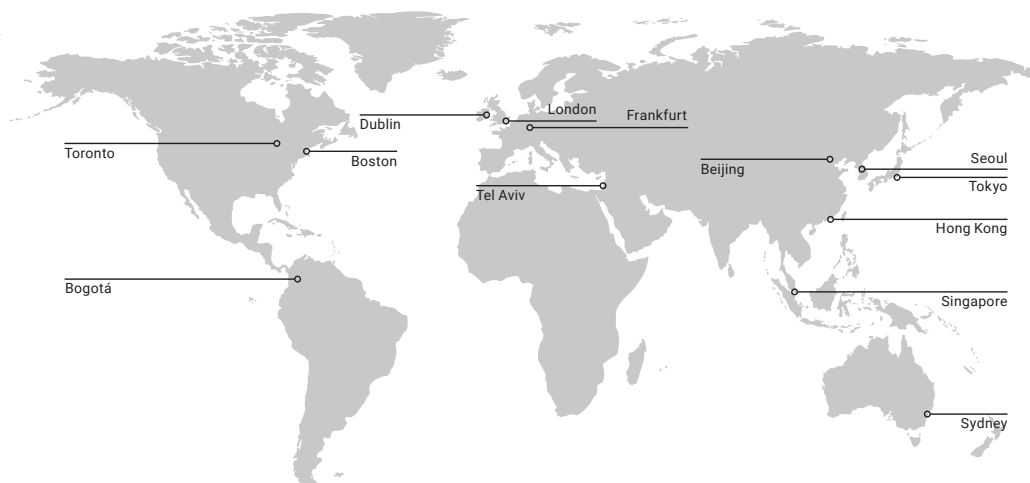 London
Frankfurt
Dublin
Toronto
Boston
Seoul
Beijing
Tokyo
Tel Aviv
Hong Kong
Bogotá
Singapore
Sydney